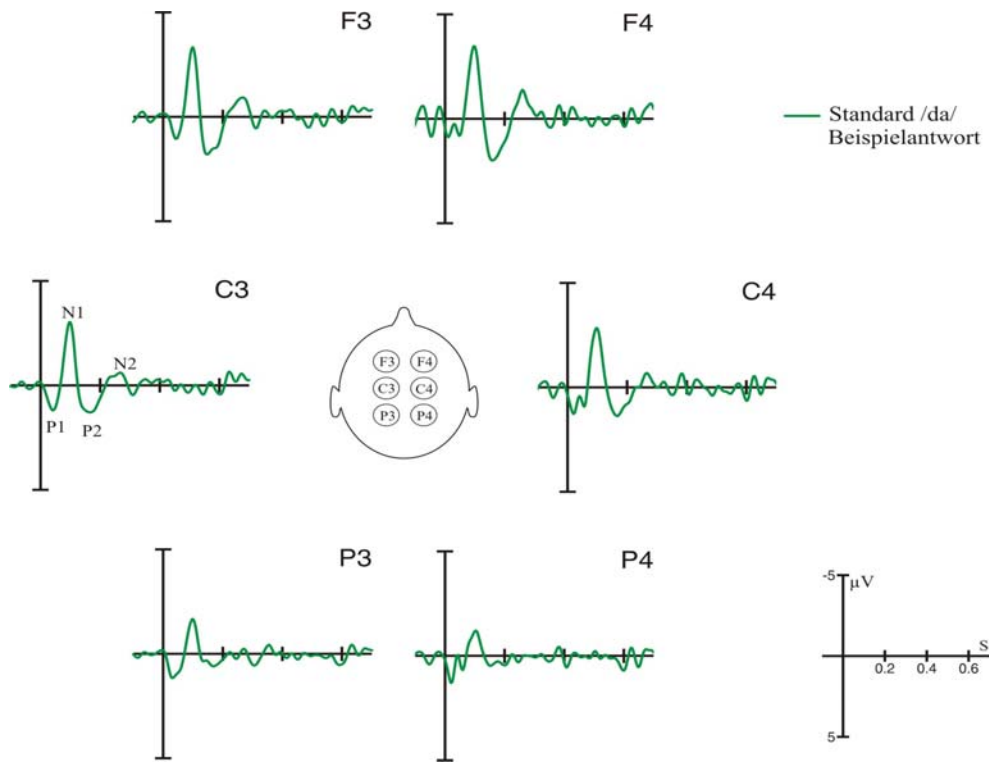 F3
F4
Standard /da/
Beispielantwort
C3
N1
N2
P1
P2
F3 F4
C3 C4
P3 P4
C4
P3
P4
-5
µV
S
0.2 0.4 0.6
5